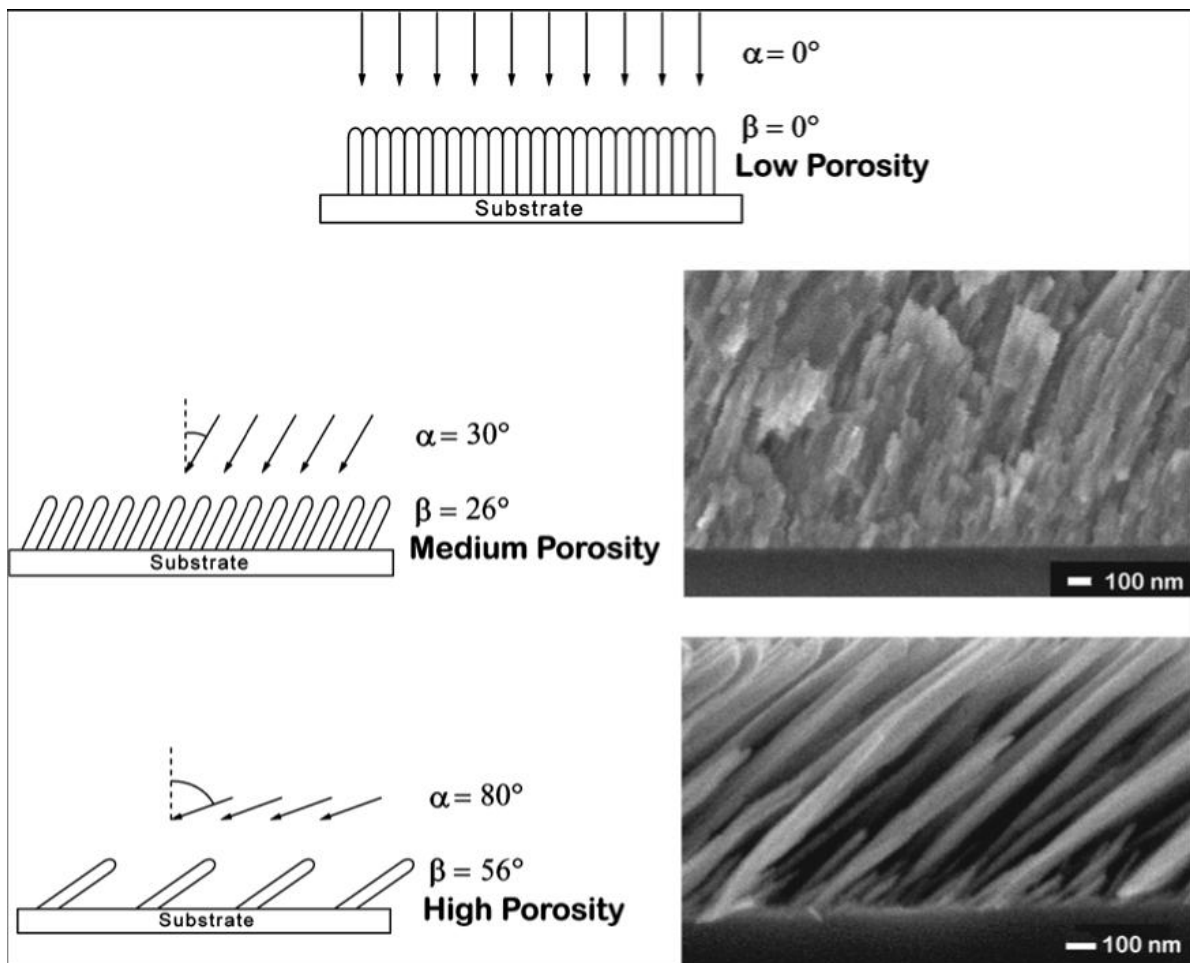 α = 0°
β = 0°
Low Porosity
Substrate
α = 30°
β = 26°
Medium Porosity
Substrate
100 nm
α = 80°
β = 56°
High Porosity
Substrate
100 nm